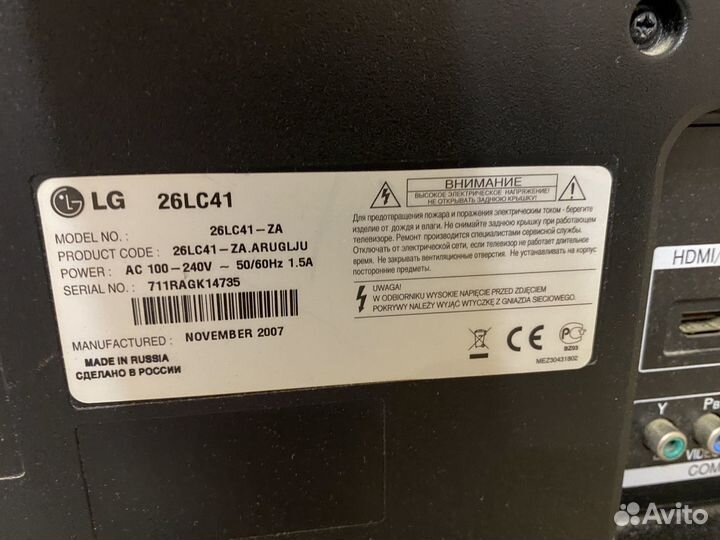 LG 26LC41
MODEL NO. : 26LC41-ZA
PRODUCT CODE : 26LC41-ZA.ARUGLJU
POWER : AC 100-240V ~ 50/60Hz 1.5A
SERIAL NO. : 711RAGK14735
MANUFACTURED : NOVEMBER 2007
MADE IN RUSSIA
СДЕЛАНО В РОССИИ
ВНИМАНИЕ
ВЫСОКОЕ ЭЛЕКТРИЧЕСКОЕ НАПРЯЖЕНИЕ!
НЕ ОТКРЫВАТЬ ЗАДНЮЮ КРЫШКУ!
Для предотвращения пожара и поражения электрическим током - берегите
изделие от дождя и влаги. Не снимайте заднюю крышку при работающем
телевизоре. Ремонт производится специалистами сервисной службы.
Отключать от электрической сети, если телевизор долго не работает.
Не закрывать вентиляционные отверстия. Не устанавливать на корпус
посторонние предметы.
UWAGA!
W ODBIORNIKU WYSOKIE NAPIĘCIE PRZED ZDJĘCIEM
POKRYWY NALEŻY WYJĄĆ WTYCZKĘ Z GNIAZDA SIECIOWEGO.
CE
BZ03
MEZ30431802
HDMI/
Y PB
VIDEO
COM
Avito